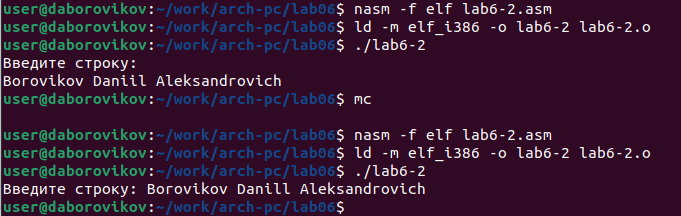 user@daborovikov:~/work/arch-pc/lab06$ nasm -f elf lab6-2.asm
user@daborovikov:~/work/arch-pc/lab06$ ld -m elf_i386 -o lab6-2 lab6-2.o
user@daborovikov:~/work/arch-pc/lab06$ ./lab6-2
Введите строку:
Borovikov Daniil Aleksandrovich
user@daborovikov:~/work/arch-pc/lab06$ mc
user@daborovikov:~/work/arch-pc/lab06$ nasm -f elf lab6-2.asm
user@daborovikov:~/work/arch-pc/lab06$ ld -m elf_i386 -o lab6-2 lab6-2.o
user@daborovikov:~/work/arch-pc/lab06$ ./lab6-2
Введите строку: Borovikov Danill Aleksandrovich
user@daborovikov:~/work/arch-pc/lab06$